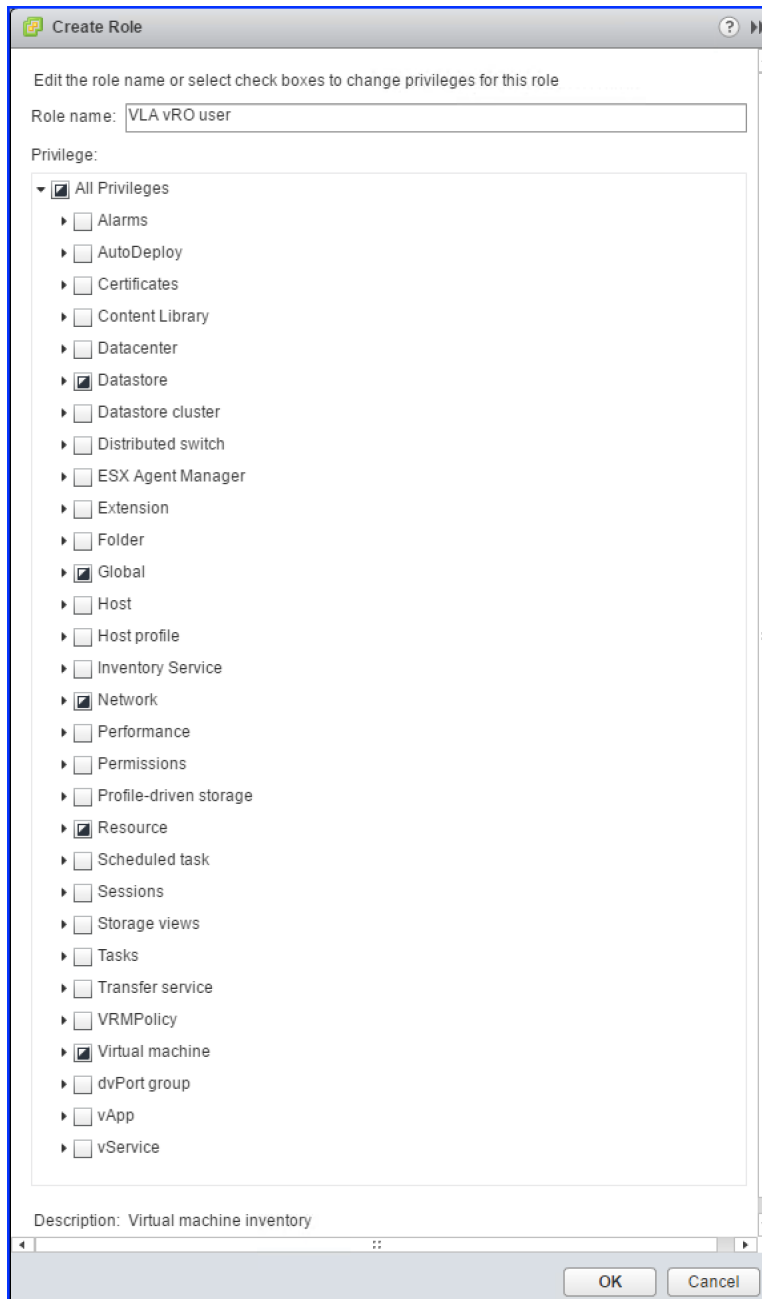 Create Role
?
Edit the role name or select check boxes to change privileges for this role
Role name: VLA vRO user
Privilege:
All Privileges
Alarms
AutoDeploy
Certificates
Content Library
Datacenter
Datastore
Datastore cluster
Distributed switch
ESX Agent Manager
Extension
Folder
Global
Host
Host profile
Inventory Service
Network
Performance
Permissions
Profile-driven storage
Resource
Scheduled task
Sessions
Storage views
Tasks
Transfer service
VRMPolicy
Virtual machine
dvPort group
vApp
vService
Description: Virtual machine inventory
OK Cancel